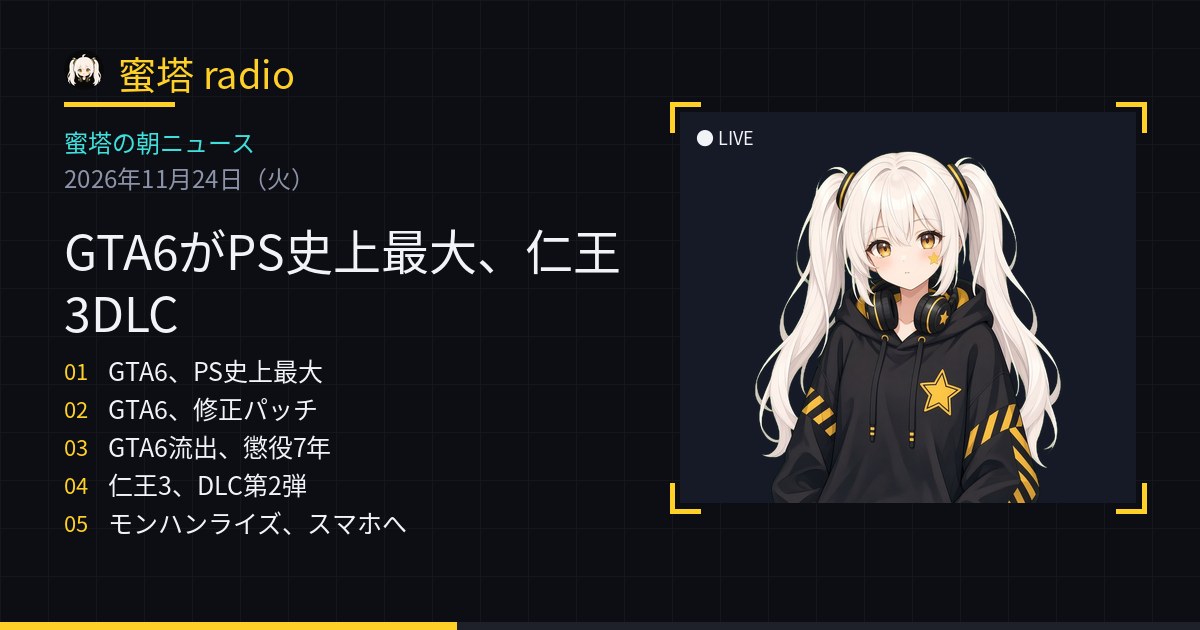 蜜塔 radio
蜜塔の朝ニュース
2026年11月24日（火）
GTA6がPS史上最大、仁王
3DLC
01 GTA6、PS史上最大
02 GTA6、修正パッチ
03 GTA6流出、懲役7年
04 仁王3、DLC第2弾
05 モンハンライズ、スマホへ
LIVE